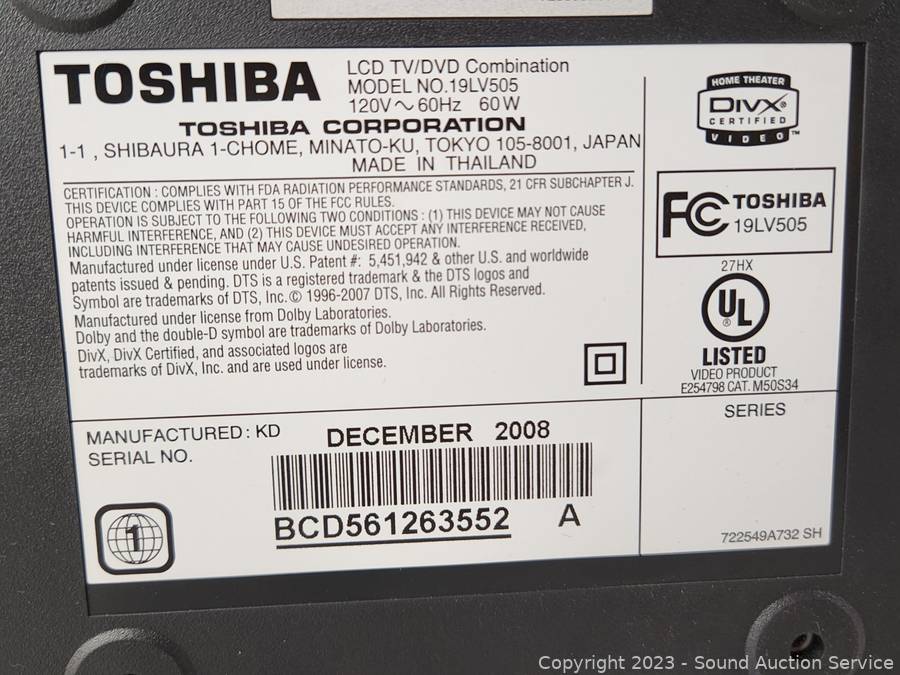 TOSHIBA
LCD TV/DVD Combination
MODEL NO.19LV505
120V~60Hz 60W
TOSHIBA CORPORATION
1-1 , SHIBAURA 1-CHOME, MINATO-KU, TOKYO 105-8001, JAPAN
MADE IN THAILAND
CERTIFICATION : COMPLIES WITH FDA RADIATION PERFORMANCE STANDARDS, 21 CFR SUBCHAPTER J.
THIS DEVICE COMPLIES WITH PART 15 OF THE FCC RULES.
OPERATION IS SUBJECT TO THE FOLLOWING TWO CONDITIONS : (1) THIS DEVICE MAY NOT CAUSE
HARMFUL INTERFERENCE, AND (2) THIS DEVICE MUST ACCEPT ANY INTERFERENCE RECEIVED,
INCLUDING INTERFERENCE THAT MAY CAUSE UNDESIRED OPERATION.
Manufactured under license under U.S. Patent #: 5,451,942 & other U.S. and worldwide
patents issued & pending. DTS is a registered trademark & the DTS logos and
Symbol are trademarks of DTS, Inc.© 1996-2007 DTS, Inc. All Rights Reserved.
Manufactured under license from Dolby Laboratories.
Dolby and the double-D symbol are trademarks of Dolby Laboratories.
DivX, DivX Certified, and associated logos are
trademarks of DivX, Inc. and are used under license.
HOME THEATER
DIVX®
CERTIFIED
VIDEO™
FC TOSHIBA
19LV505
27HX
UL®
LISTED
VIDEO PRODUCT
E254798 CAT. M50S34
MANUFACTURED: KD
DECEMBER 2008
SERIAL NO.
BCD561263552 A
1
SERIES
722549A732 SH
Copyright 2023 - Sound Auction Service